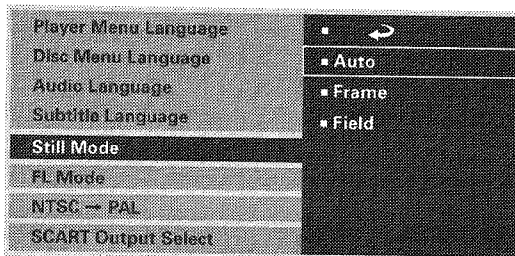 Player Menu Language
Disc Menu Language
Audio Language
Subtitle Language
Still Mode
FL Mode
NTSC → PAL
SCART Output Select
Auto
Frame
Field